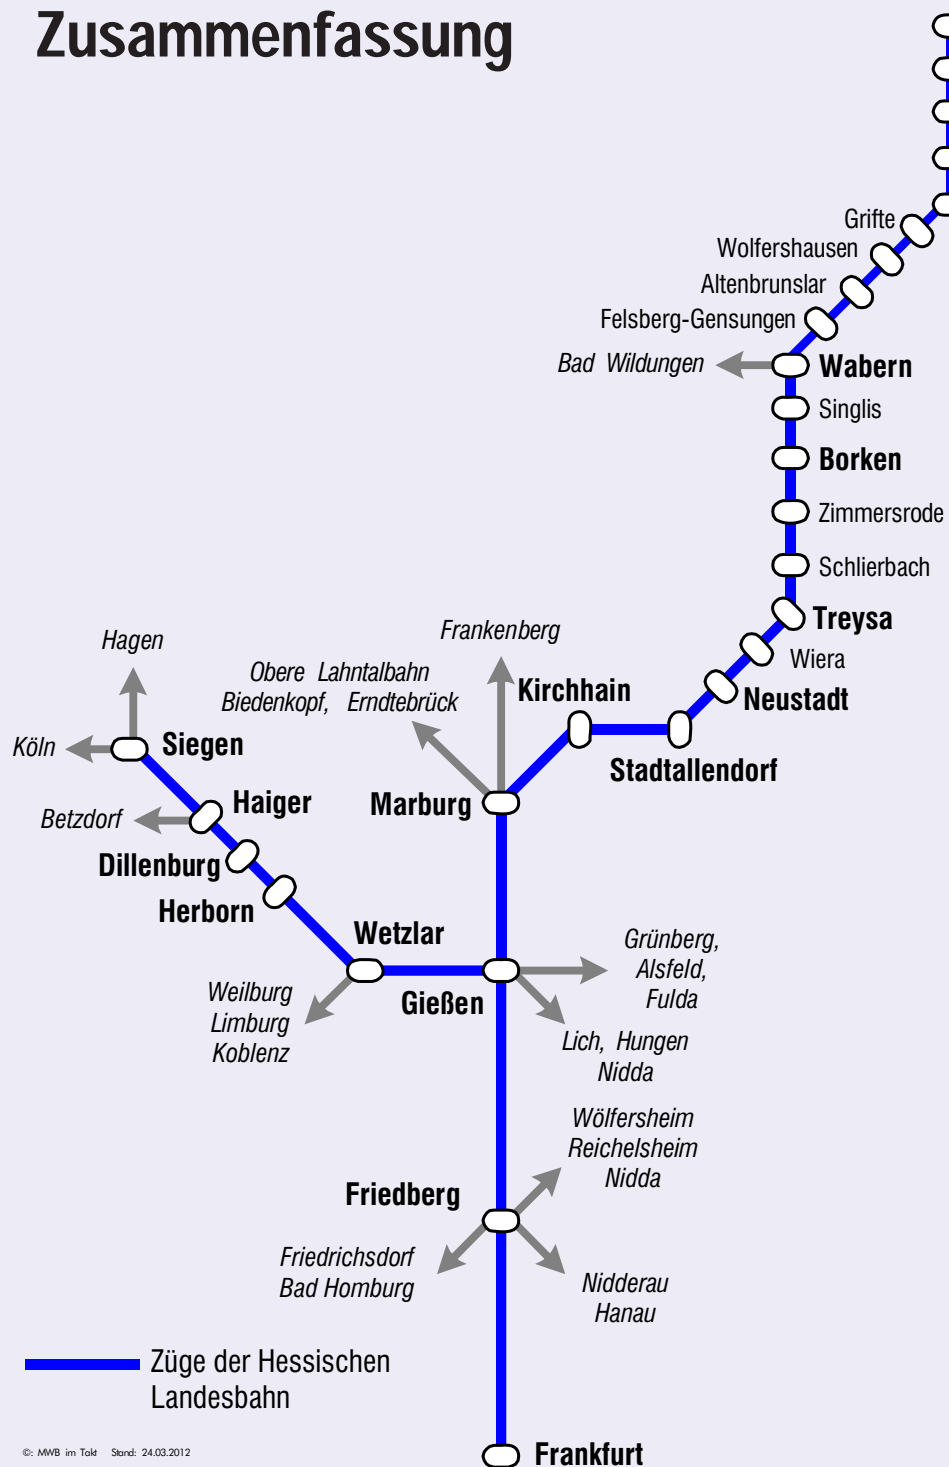 Zusammenfassung
Grifte
Wolfershausen
Altenbrunslar
Felsberg-Gensungen
Bad Wildungen
Wabern
Singlis
Borken
Zimmersrode
Schlierbach
Treysa
Wiera
Neustadt
Hagen
Frankenberg
Obere Lahntalbahn
Biedenkopf, Erndtebrück
Kirchhain
Stadtallendorf
Köln
Siegen
Haiger
Marburg
Betzdorf
Dillenburg
Herborn
Wetzlar
Grünberg,
Alsfeld,
Fulda
Weilburg
Limburg
Koblenz
Gießen
Lich, Hungen
Nidda
Wölfersheim
Reichelsheim
Nidda
Friedberg
Friedrichsdorf
Bad Homburg
Nidderau
Hanau
Züge der Hessischen
Landesbahn
©: MWB im Takt Stand: 24.03.2012
Frankfurt